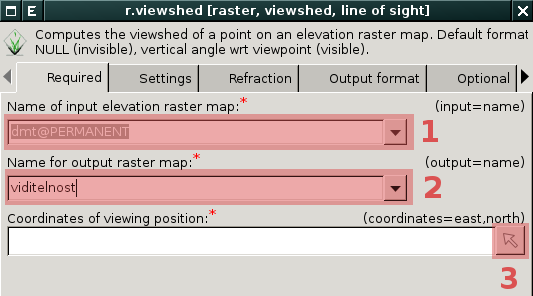 E r.viewshed [raster, viewshed, line of sight]
Computes the viewshed of a point on an elevation raster map. Default format
NULL (invisible), vertical angle wrt viewpoint (visible).
Required Settings Refraction Output format Optional
Name of input elevation raster map:* (input=name)
dmt@PERMANENT 1
Name for output raster map:* (output=name)
viditelnost 2
Coordinates of viewing position:* (coordinates=east,north)
3